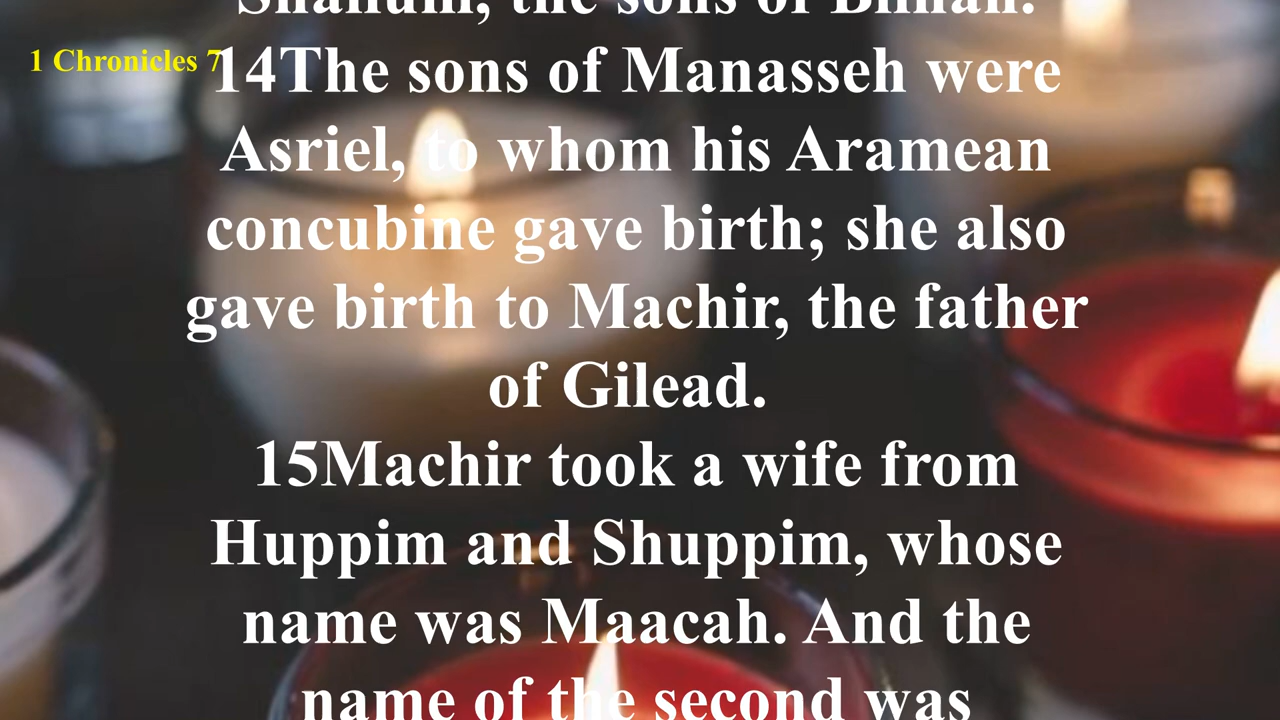 Shallum, the sons of Bilhah.
1 Chronicles 7
14The sons of Manasseh were
Asriel, to whom his Aramean
concubine gave birth; she also
gave birth to Machir, the father
of Gilead.
15Machir took a wife from
Huppim and Shuppim, whose
name was Maacah. And the
name of the second was